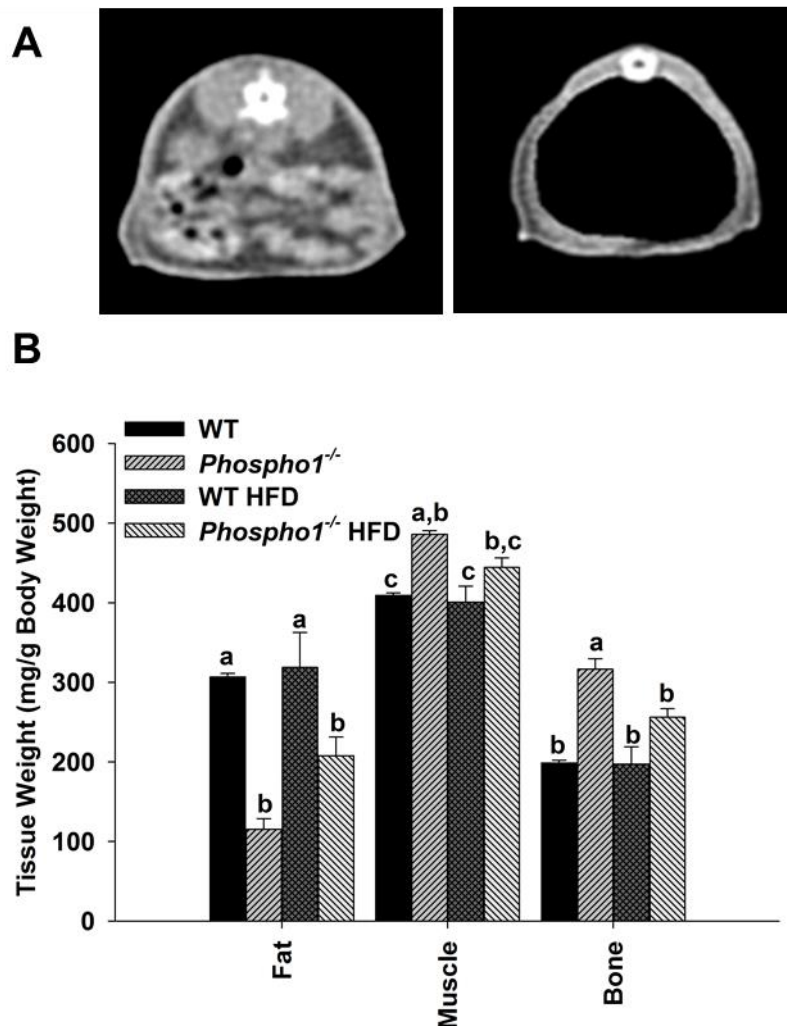 A
B
WT
Phospho1-/-
WT HFD
Phospho1-/- HFD
Tissue Weight (mg/g Body Weight)
600
500
400
300
200
100
0
a
b
a
b
c
a,b
c
b,c
b
a
b
b
Fat
Muscle
Bone